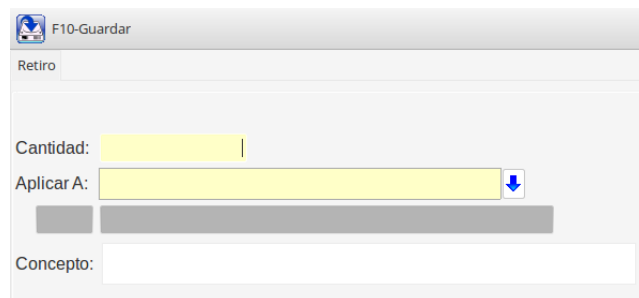 F10-Guardar
Retiro
Cantidad:
Aplicar A:
Concepto: